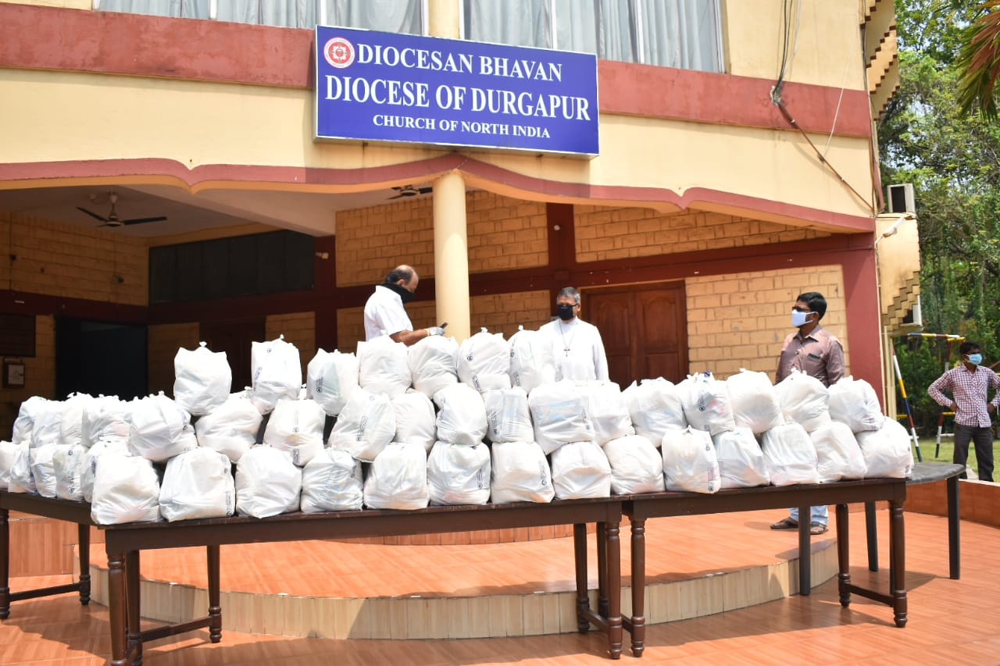 DIOCESAN BHAVAN
DIOCESE OF DURGAPUR
CHURCH OF NORTH INDIA